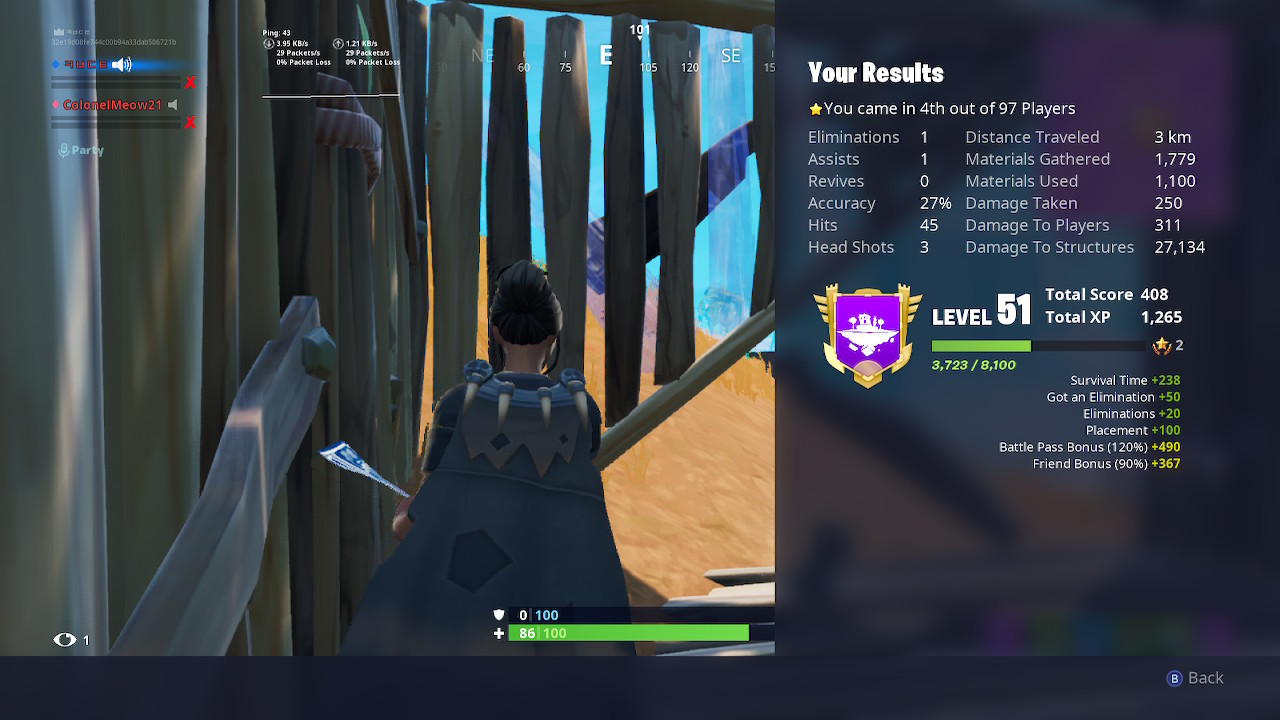 Ping: 43
3.95 KB/s 1.21 KB/s
29 Packets/s 29 Packets/s
0% Packet Loss 0% Packet Loss
ColonelMeow21
Party
101
NE E SE
60 75 105 120
Your Results
You came in 4th out of 97 Players
Eliminations 1 Distance Traveled 3 km
Assists 1 Materials Gathered 1,779
Revives 0 Materials Used 1,100
Accuracy 27% Damage Taken 250
Hits 45 Damage To Players 311
Head Shots 3 Damage To Structures 27,134
LEVEL 51
Total Score 408
Total XP 1,265
2
3,723 / 8,100
Survival Time +238
Got an Elimination +50
Eliminations +20
Placement +100
Battle Pass Bonus (120%) +490
Friend Bonus (90%) +367
0 | 100
86 | 100
1
B Back